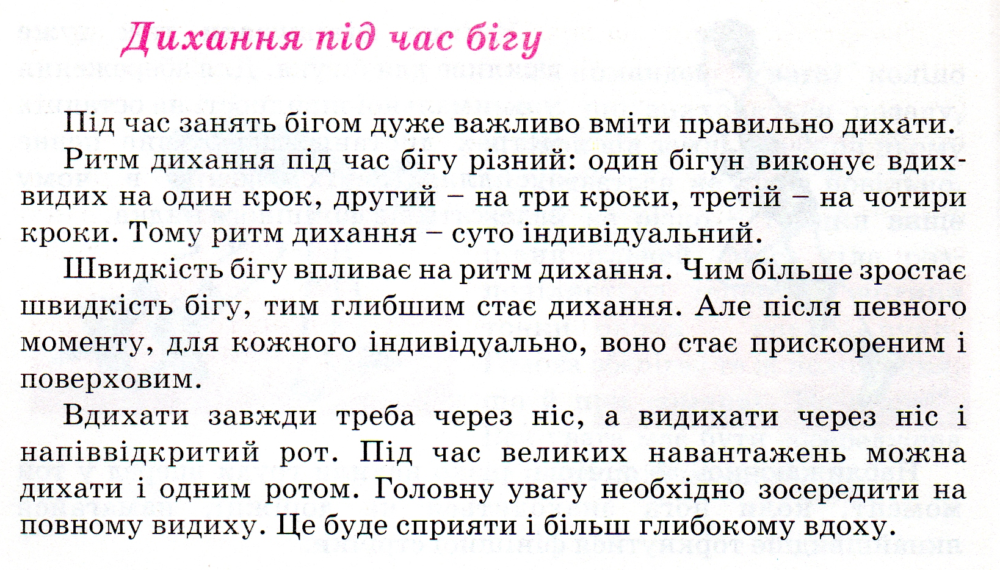 Дихання під час бігу
Під час занять бігом дуже важливо вміти правильно дихати.
Ритм дихання під час бігу різний: один бігун виконує вдих-
видих на один крок, другий – на три кроки, третій – на чотири
кроки. Тому ритм дихання – суто індивідуальний.
Швидкість бігу впливає на ритм дихання. Чим більше зростає
швидкість бігу, тим глибшим стає дихання. Але після певного
моменту, для кожного індивідуально, воно стає прискореним і
поверховим.
Вдихати завжди треба через ніс, а видихати через ніс і
напіввідкритий рот. Під час великих навантажень можна
дихати і одним ротом. Головну увагу необхідно зосередити на
повному видиху. Це буде сприяти і більш глибокому вдоху.